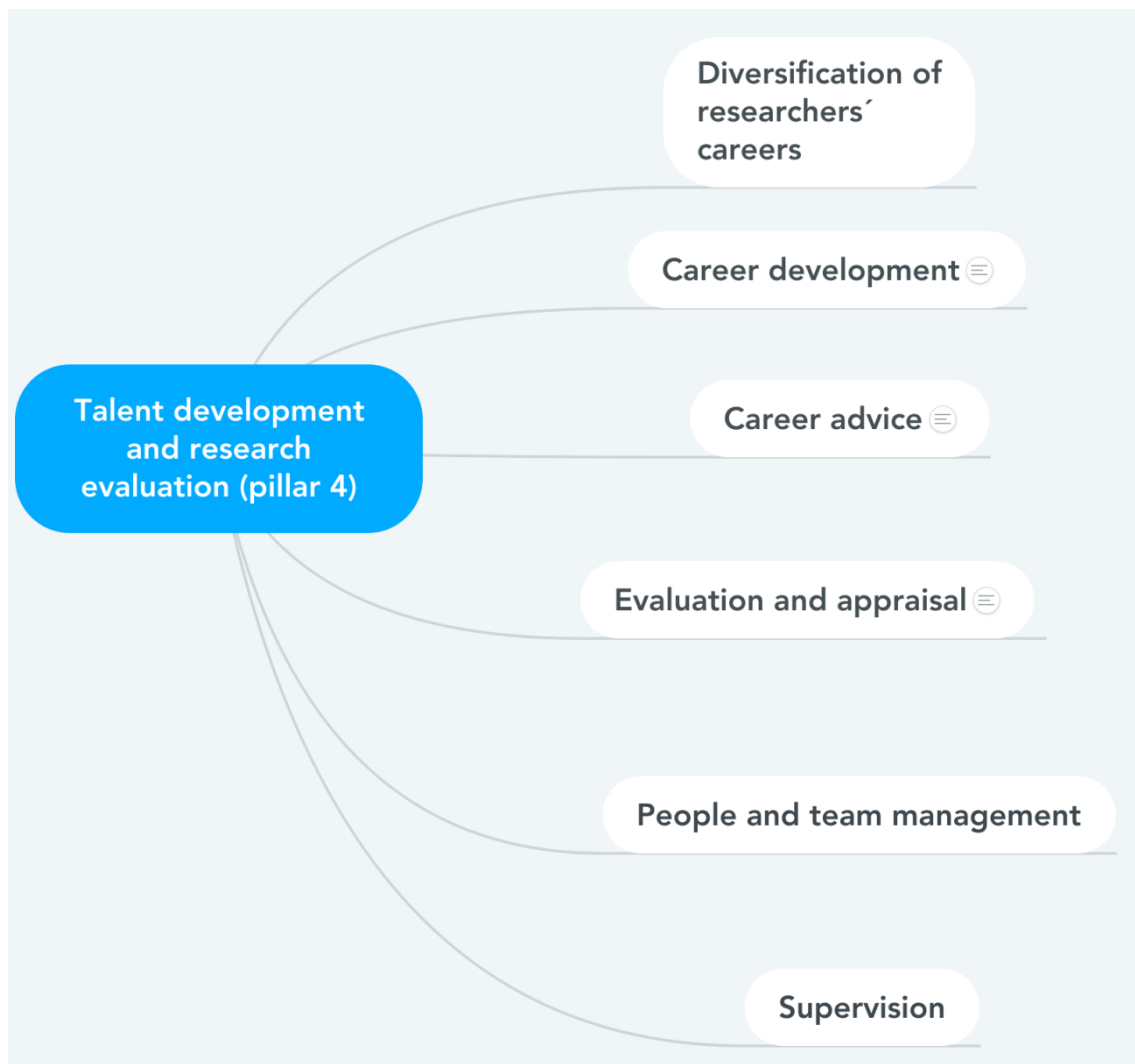 Diversification of
researchers´
careers
Career development
Talent development
and research
evaluation (pillar 4)
Career advice
Evaluation and appraisal
People and team management
Supervision